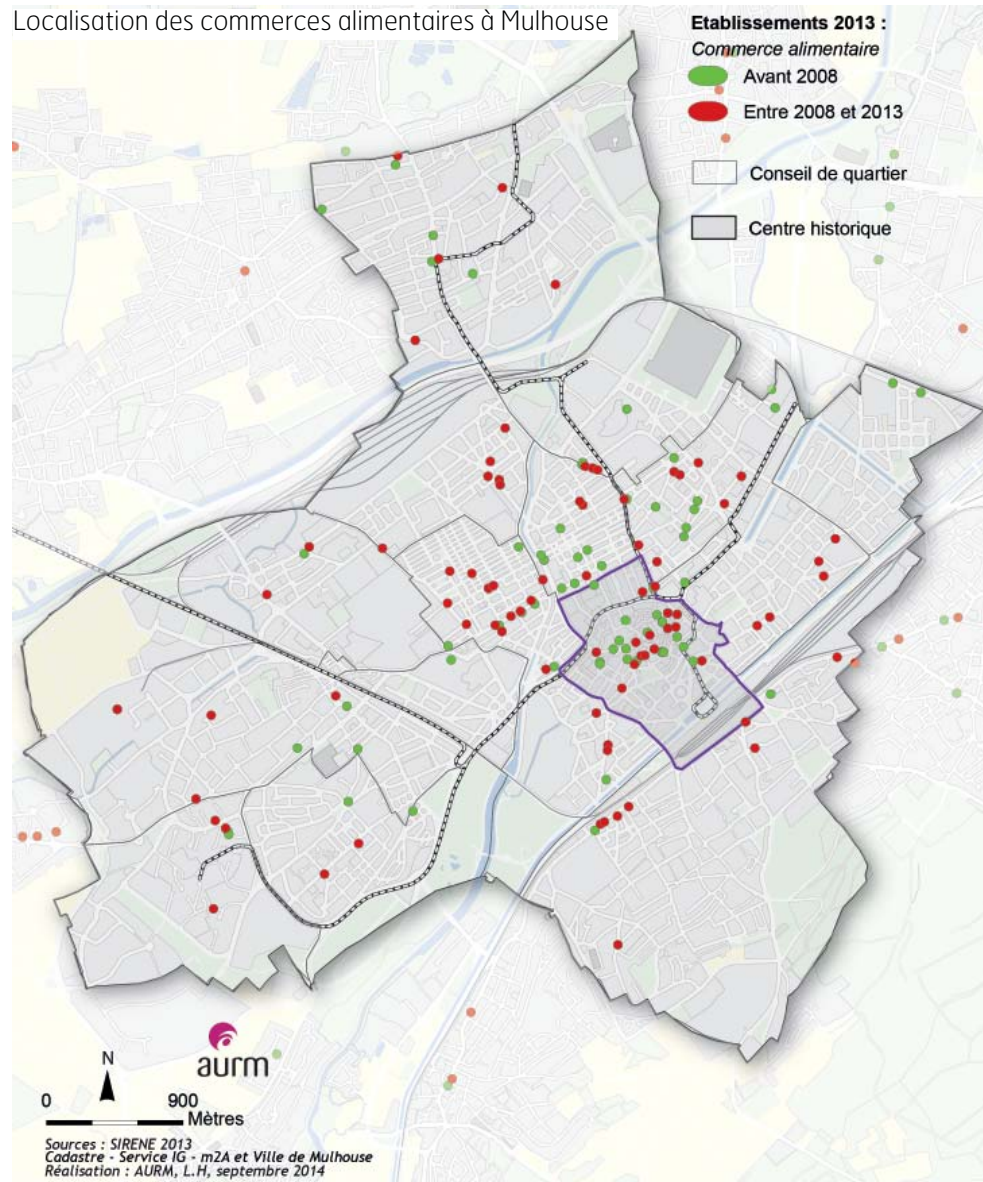 Localisation des commerces alimentaires à Mulhouse
Etablissements 2013 :
Commerce alimentaire
Avant 2008
Entre 2008 et 2013
Conseil de quartier
Centre historique
aurm
N
0 900
Mètres
Sources : SIRENE 2013
Cadastre - Service IG - m2A et Ville de Mulhouse
Réalisation : AURM, L.H, septembre 2014